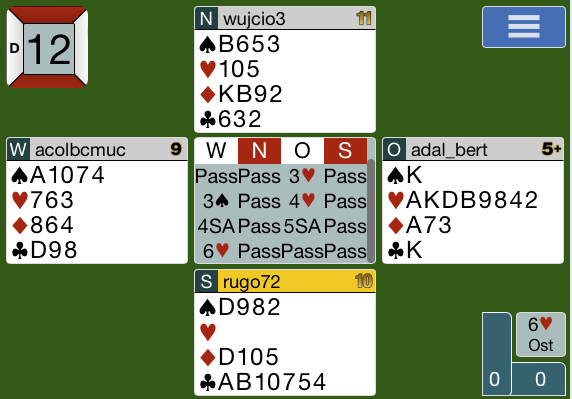 D 12
N wujcio3 11
♠B653
♥105
♦KB92
♣632
W acolbcmuc 9
♠A1074
♥763
♦864
♣D98
W N O S
Pass Pass 3♥ Pass
3♠ Pass 4♥ Pass
4SA Pass 5SA Pass
6♥ Pass Pass Pass
O adal_bert 5+
♠K
♥AKDB9842
♦A73
♣K
S rugo72 10
♠D982
♥
♦D105
♣AB10754
6♥
Ost
0 0